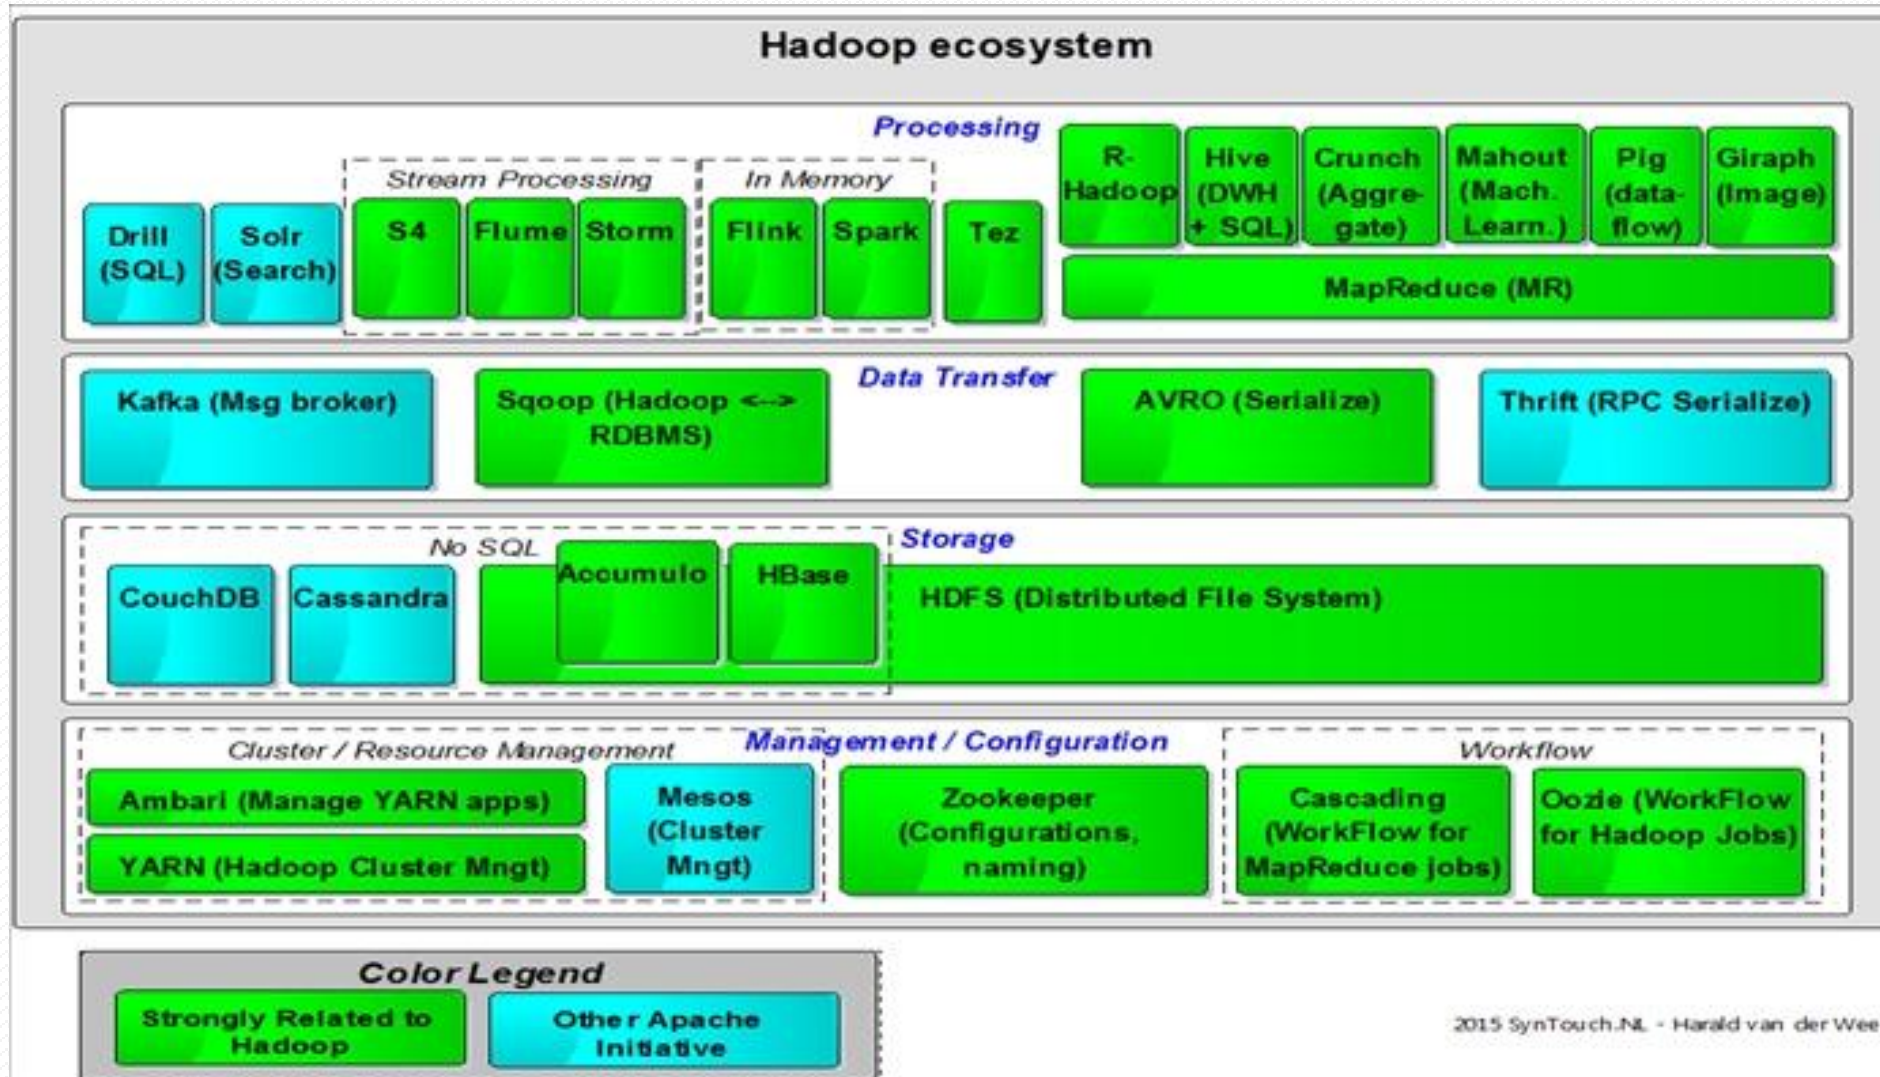 Hadoop ecosystem
Processing
Stream Processing
In Memory
Drill
(SQL)
Solr
(Search)
S4
Flume
Storm
Flink
Spark
Tez
R-
Hadoop
Hive
(DWH
+ SQL)
Crunch
(Aggre-
gate)
Mahout
(Mach.
Learn.)
Pig
(data-
flow)
Giraph
(Image)
MapReduce (MR)
Data Transfer
Kafka (Msg broker)
Sqoop (Hadoop <-->
RDBMS)
AVRO (Serialize)
Thrift (RPC Serialize)
Storage
No SQL
CouchDB
Cassandra
Accumulo
HBase
HDFS (Distributed File System)
Management / Configuration
Cluster / Resource Management
Ambari (Manage YARN apps)
YARN (Hadoop Cluster Mngt)
Mesos
(Cluster
Mngt)
Zookeeper
(Configurations,
naming)
Workflow
Cascading
(WorkFlow for
MapReduce jobs)
Oozie (WorkFlow
for Hadoop Jobs)
Color Legend
Strongly Related to
Hadoop
Other Apache
Initiative
2015 SynTouch.NL - Harald van der Wee